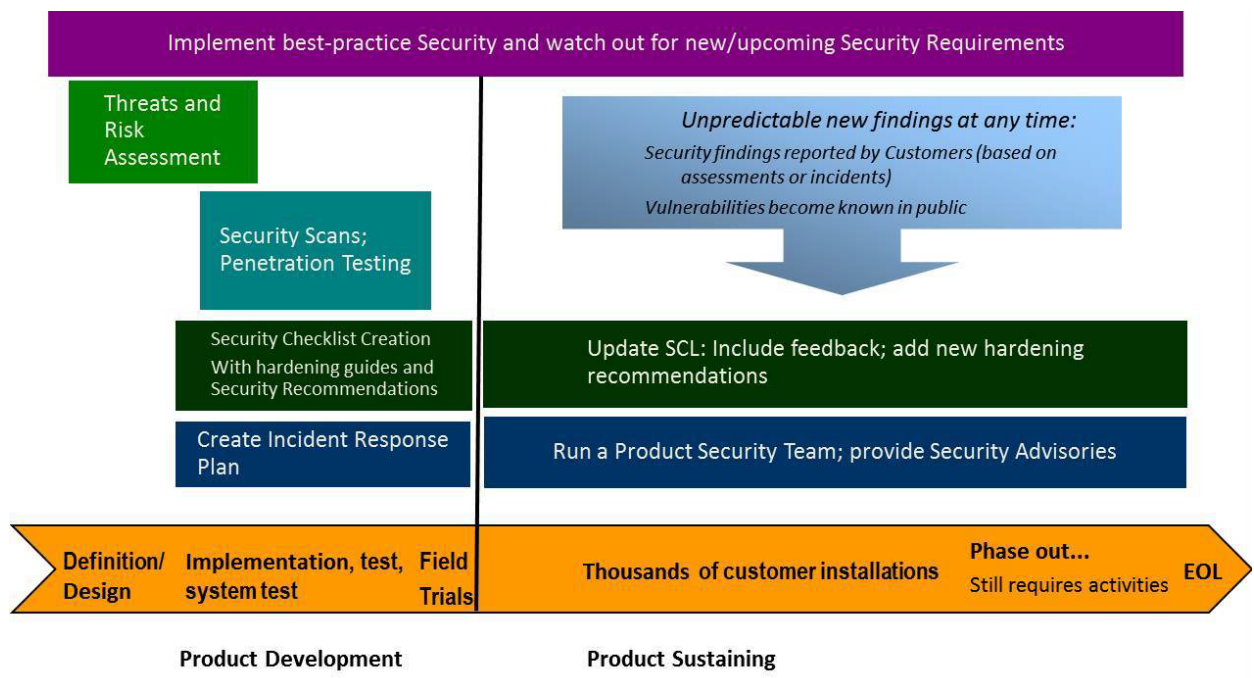 Implement best-practice Security and watch out for new/upcoming Security Requirements
Threats and
Risk
Assessment
Unpredictable new findings at any time:
Security findings reported by Customers (based on
assessments or incidents)
Vulnerabilities become known in public
Security Scans;
Penetration Testing
Security Checklist Creation
With hardening guides and
Security Recommendations
Update SCL: Include feedback; add new hardening
recommendations
Create Incident Response
Plan
Run a Product Security Team; provide Security Advisories
Definition/
Design
Implementation, test,
system test
Field
Trials
Thousands of customer installations
Phase out...
Still requires activities
EOL
Product Development
Product Sustaining